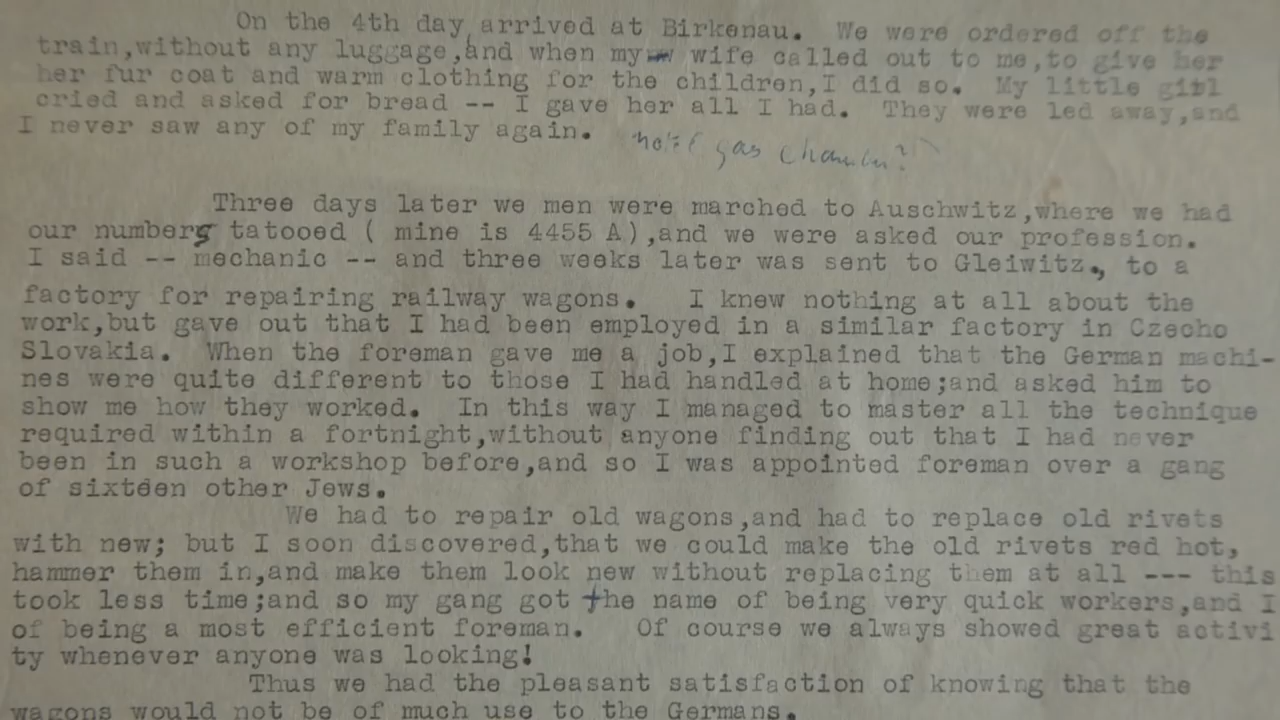 On the 4th day, arrived at Birkenau. We were ordered off the
train,without any luggage,and when my wife called out to me,to give her
her fur coat and warm clothing for the children,I did so. My little girl
cried and asked for bread -- I gave her all I had. They were led away,and
I never saw any of my family again.
gas chamber?
Three days later we men were marched to Auschwitz,where we had
our numbers tatooed ( mine is 4455 A),and we were asked our profession.
I said -- mechanic -- and three weeks later was sent to Gleiwitz., to a
factory for repairing railway wagons. I knew nothing at all about the
work,but gave out that I had been employed in a similar factory in Czecho
Slovakia. When the foreman gave me a job,I explained that the German machi-
nes were quite different to those I had handled at home;and asked him to
show me how they worked. In this way I managed to master all the technique
required within a fortnight,without anyone finding out that I had never
been in such a workshop before,and so I was appointed foreman over a gang
of sixteen other Jews.
We had to repair old wagons,and had to replace old rivets
with new; but I soon discovered,that we could make the old rivets red hot,
hammer them in,and make them look new without replacing them at all --- this
took less time;and so my gang got the name of being very quick workers,and I
of being a most efficient foreman. Of course we always showed great activi
ty whenever anyone was looking!
Thus we had the pleasant satisfaction of knowing that the
wagons would not be of much use to the Germans.